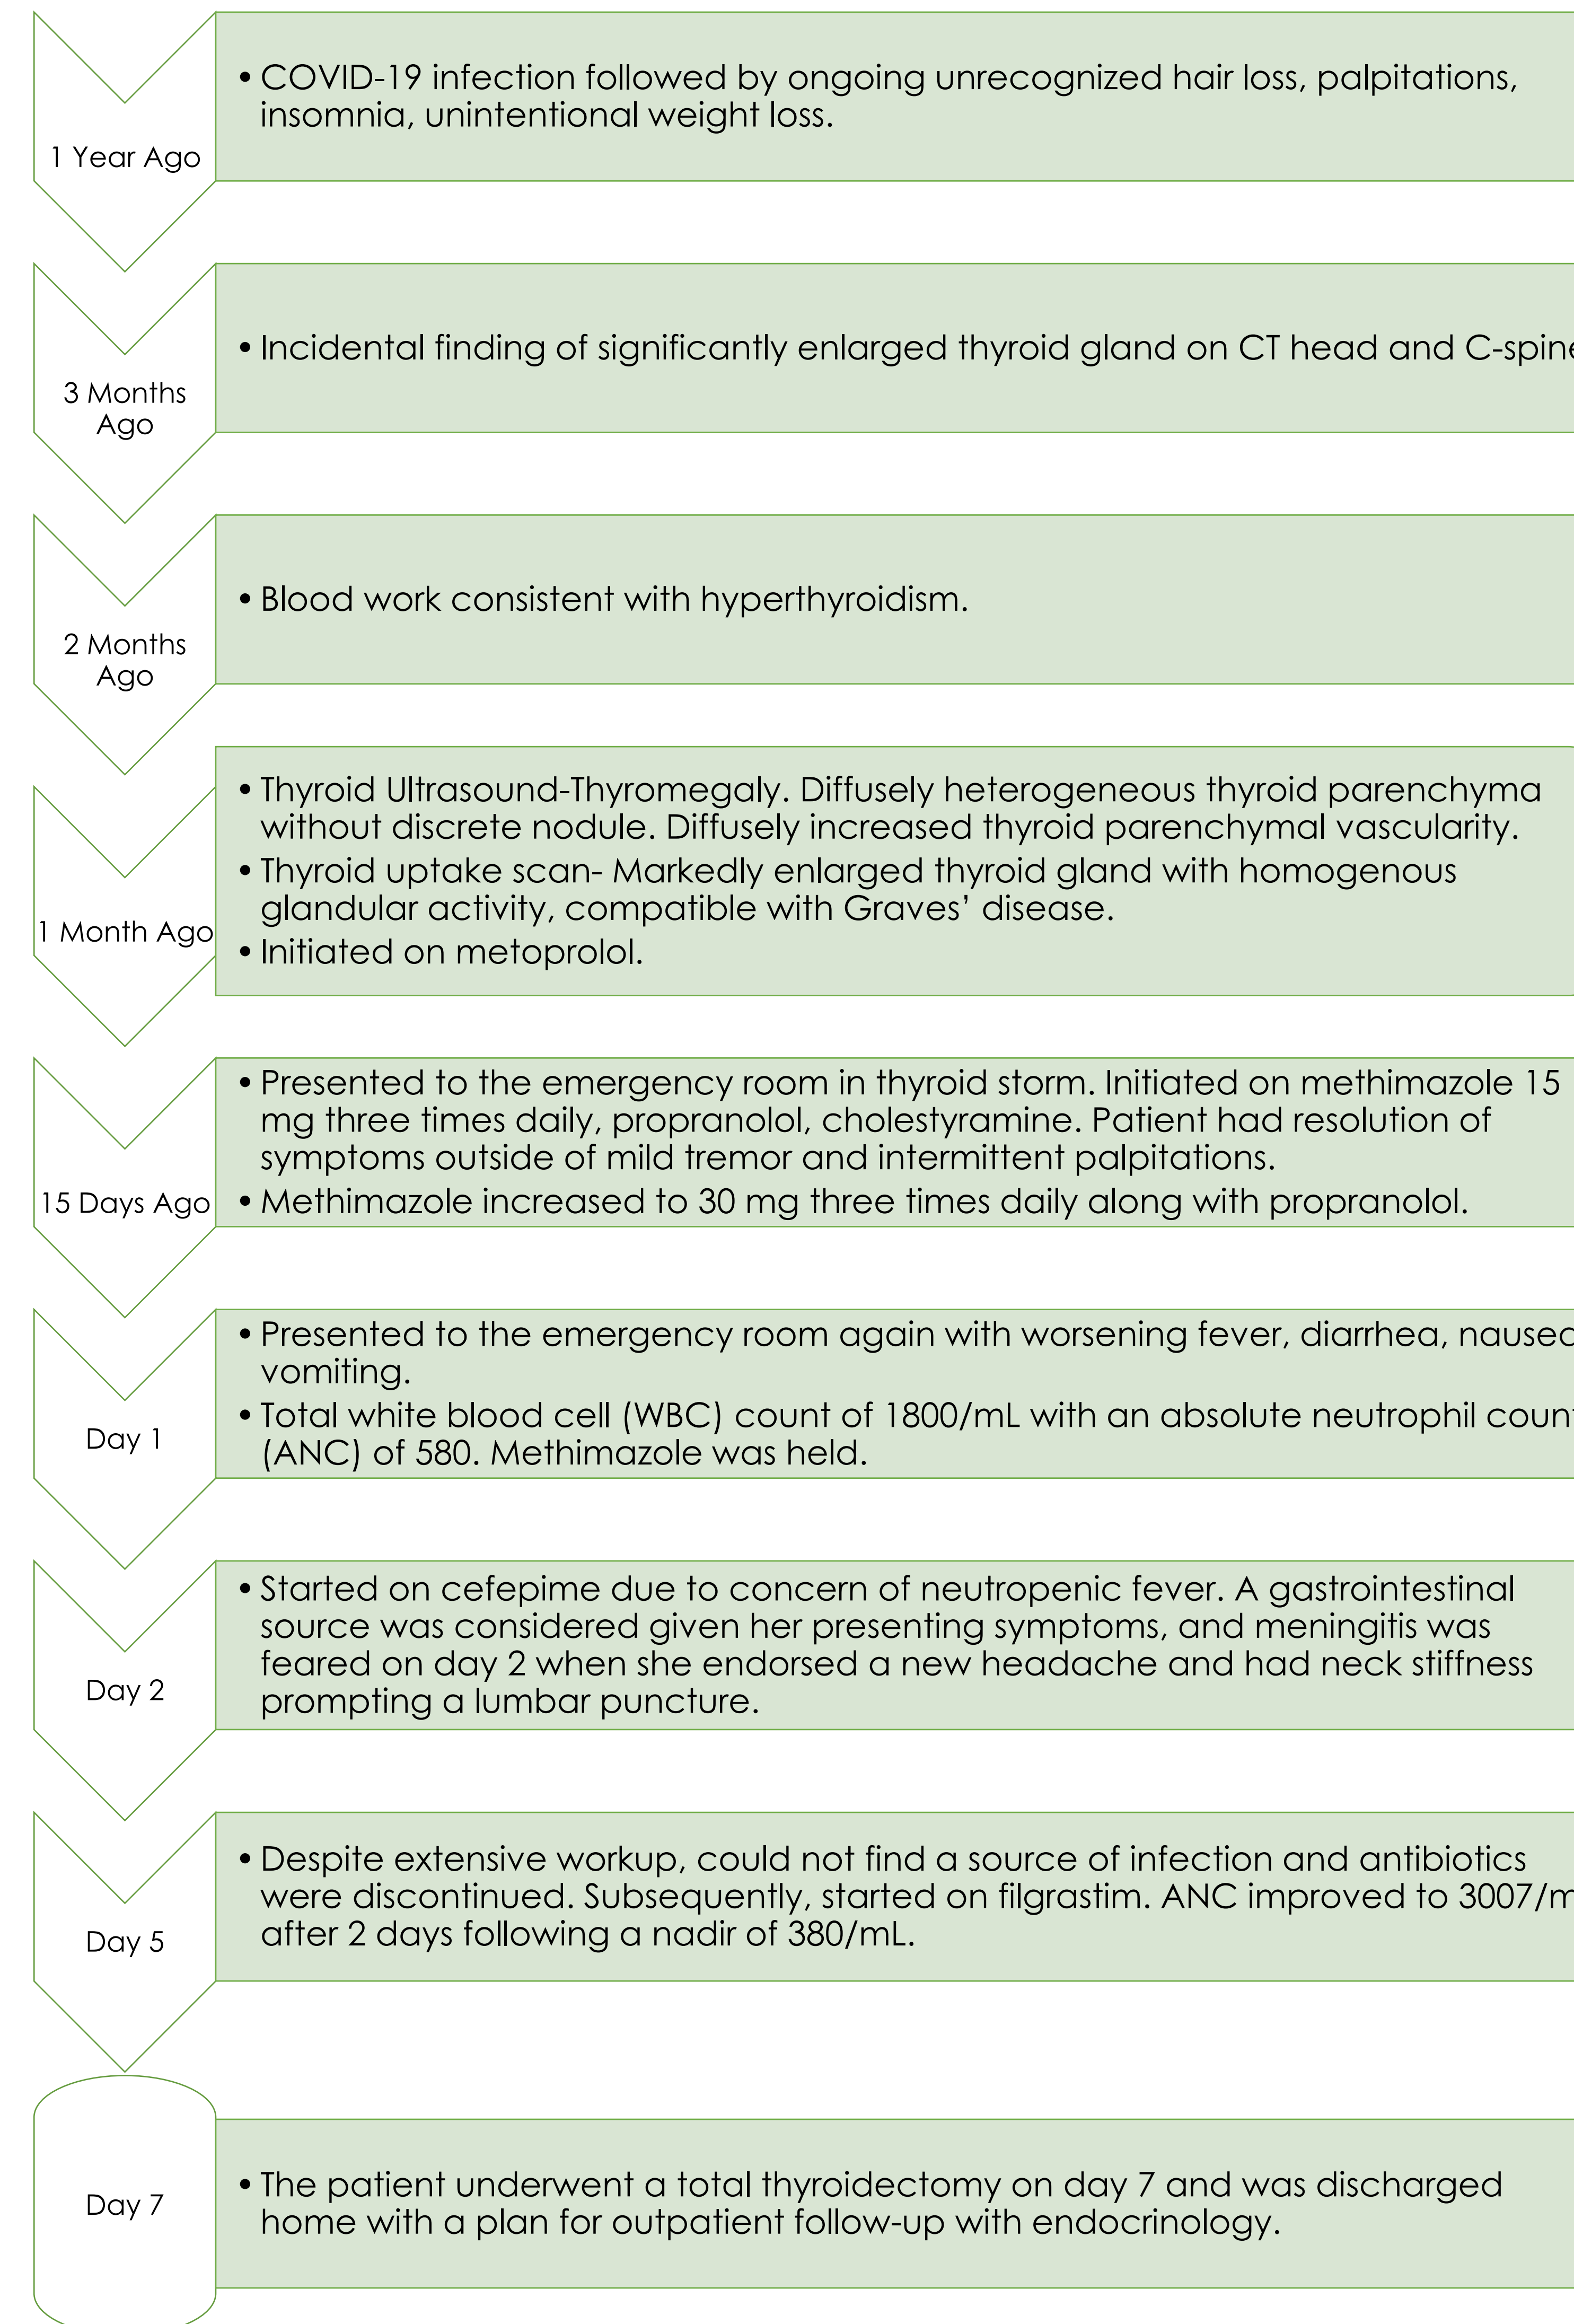 • COVID-19 infection followed by ongoing unrecognized hair loss, palpitations,
insomnia, unintentional weight loss.
1 Year Ago
• Incidental finding of significantly enlarged thyroid gland on CT head and C-spine
3 Months
Ago
• Blood work consistent with hyperthyroidism.
2 Months
Ago
• Thyroid Ultrasound-Thyromegaly. Diffusely heterogeneous thyroid parenchyma
without discrete nodule. Diffusely increased thyroid parenchymal vascularity.
• Thyroid uptake scan- Markedly enlarged thyroid gland with homogenous
glandular activity, compatible with Graves’ disease.
• Initiated on metoprolol.
1 Month Ago
• Presented to the emergency room in thyroid storm. Initiated on methimazole 15
mg three times daily, propranolol, cholestyramine. Patient had resolution of
symptoms outside of mild tremor and intermittent palpitations.
• Methimazole increased to 30 mg three times daily along with propranolol.
15 Days Ago
• Presented to the emergency room again with worsening fever, diarrhea, nausea
vomiting.
• Total white blood cell (WBC) count of 1800/mL with an absolute neutrophil count
(ANC) of 580. Methimazole was held.
Day 1
• Started on cefepime due to concern of neutropenic fever. A gastrointestinal
source was considered given her presenting symptoms, and meningitis was
feared on day 2 when she endorsed a new headache and had neck stiffness
prompting a lumbar puncture.
Day 2
• Despite extensive workup, could not find a source of infection and antibiotics
were discontinued. Subsequently, started on filgrastim. ANC improved to 3007/m
after 2 days following a nadir of 380/mL.
Day 5
• The patient underwent a total thyroidectomy on day 7 and was discharged
home with a plan for outpatient follow-up with endocrinology.
Day 7